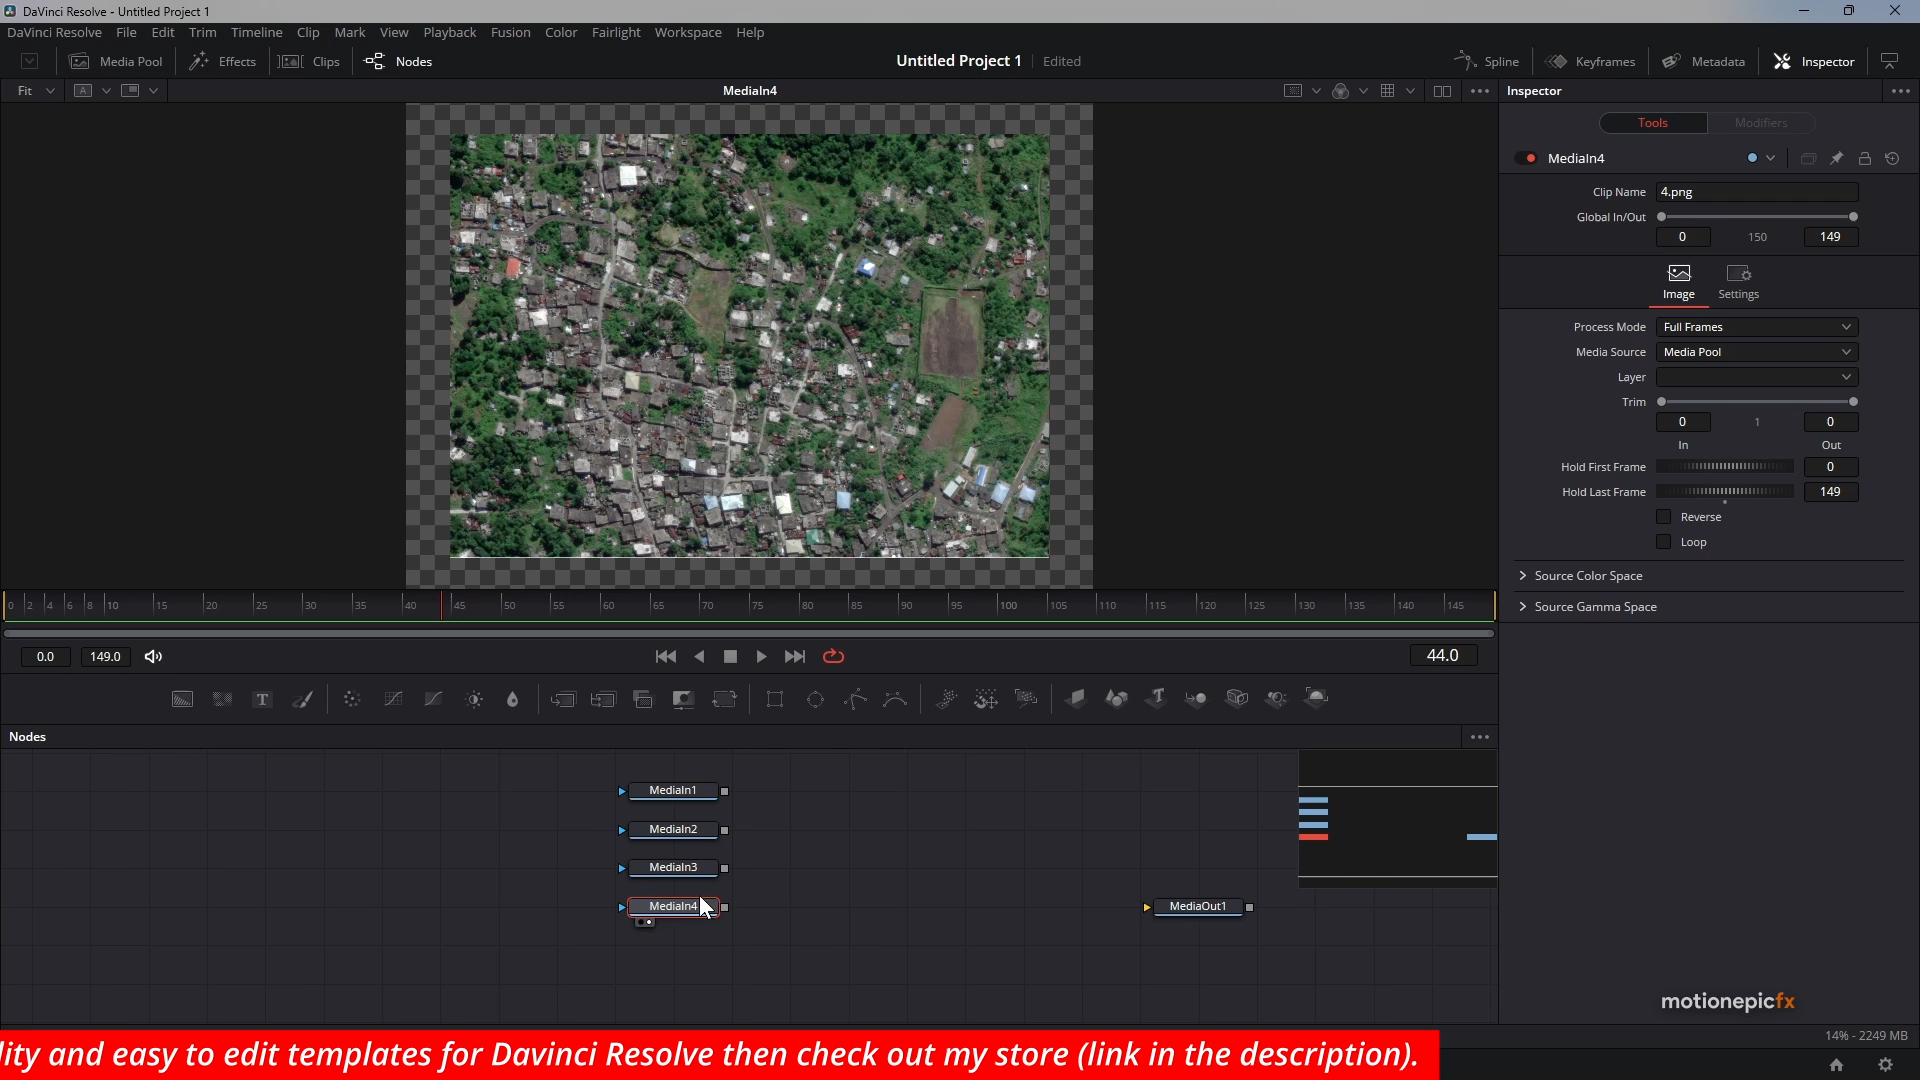 DaVinci Resolve - Untitled Project 1
DaVinci Resolve File Edit Trim Timeline Clip Mark View Playback Fusion Color Fairlight Workspace Help
Media Pool Effects Clips Nodes Untitled Project 1 Edited Spline Keyframes Metadata Inspector
Fit A MediaIn4 Inspector
Tools Modifiers
MediaIn4
Clip Name 4.png
Global In/Out
0 150 149
Image Settings
Process Mode Full Frames
Media Source Media Pool
Layer
Trim
0 1 0
In Out
Hold First Frame 0
Hold Last Frame 149
Reverse
Loop
Source Color Space
Source Gamma Space
0 2 4 6 8 10 15 20 25 30 35 40 45 50 55 60 65 70 75 80 85 90 95 100 105 110 115 120 125 130 135 140 145
0.0 149.0 44.0
T T
Nodes
MediaIn1
MediaIn2
MediaIn3
MediaIn4 MediaOut1
motionepicfx
14% - 2249 MB
lity and easy to edit templates for Davinci Resolve then check out my store (link in the description).